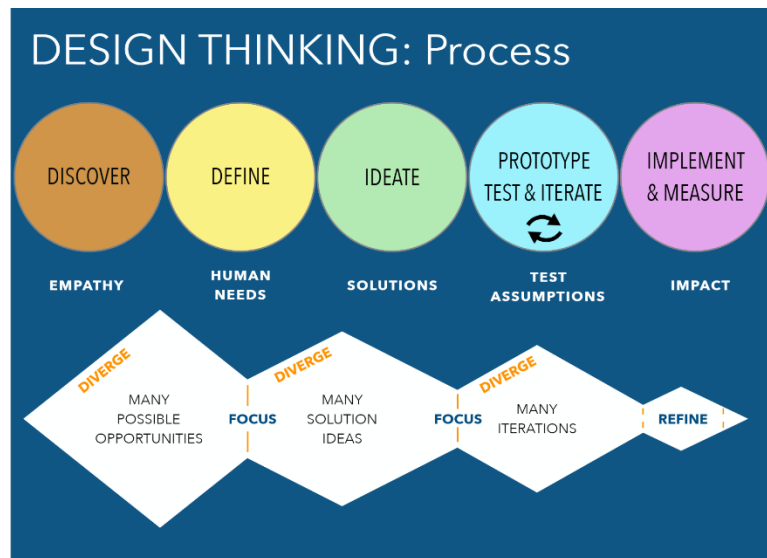 DESIGN THINKING: Process
DISCOVER
DEFINE
IDEATE
PROTOTYPE
TEST & ITERATE
IMPLEMENT
& MEASURE
EMPATHY
HUMAN
NEEDS
SOLUTIONS
TEST
ASSUMPTIONS
IMPACT
DIVERGE
MANY
POSSIBLE
OPPORTUNITIES
FOCUS
DIVERGE
MANY
SOLUTION
IDEAS
FOCUS
DIVERGE
MANY
ITERATIONS
REFINE